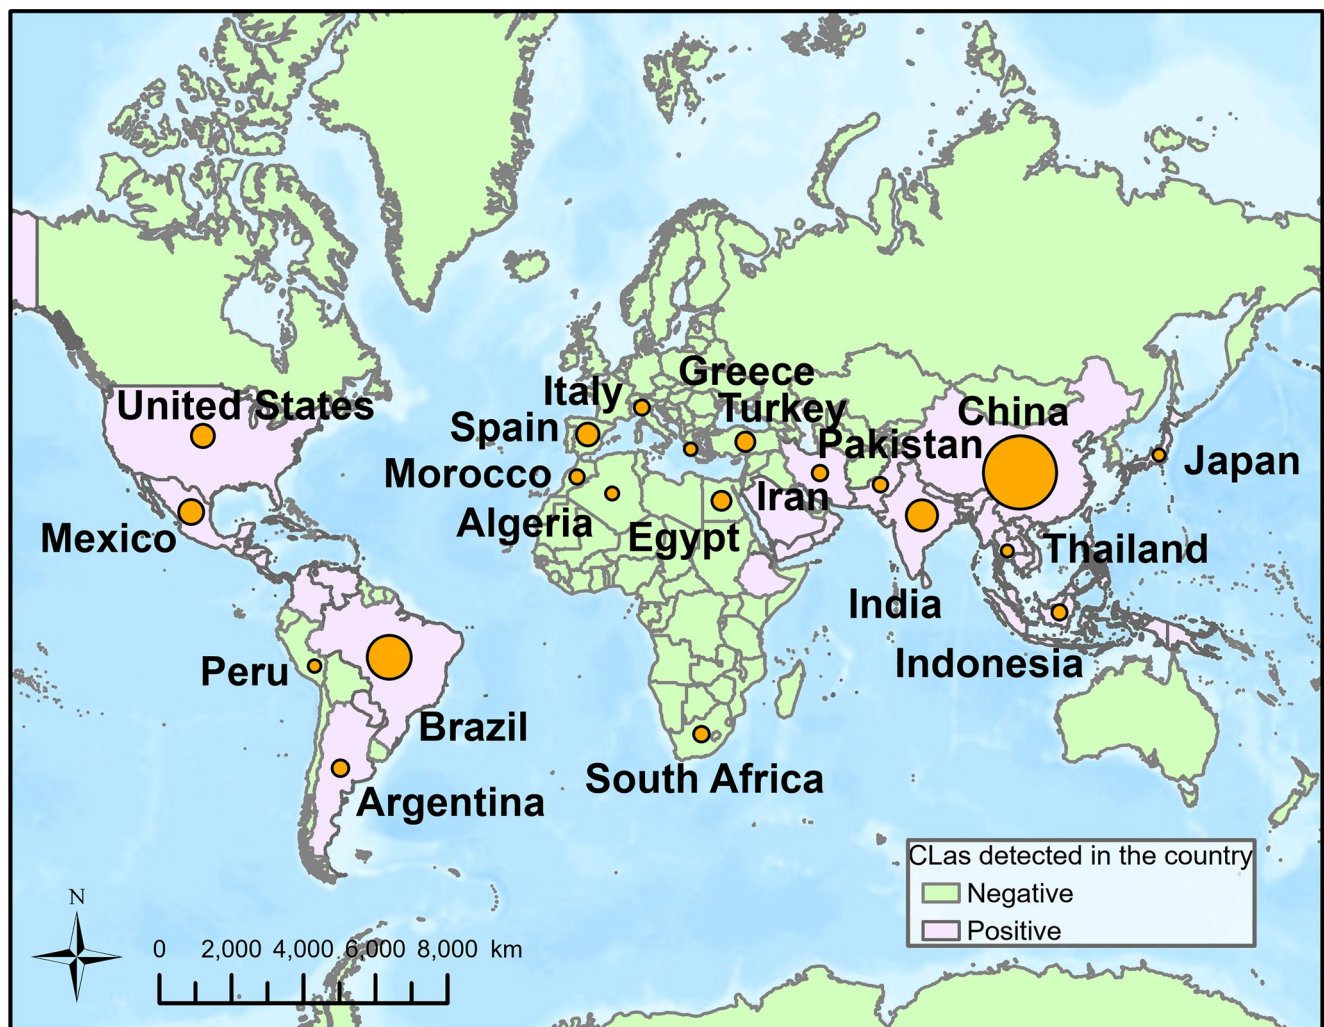 Greece
Italy
United States
Turkey
China
Spain
Pakistan
Japan
Morocco
Iran
Algeria
Egypt
Mexico
Thailand
India
Indonesia
Peru
Brazil
South Africa
Argentina
CLas detected in the country
Negative
Positive
N
0 2,000 4,000 6,000 8,000 km